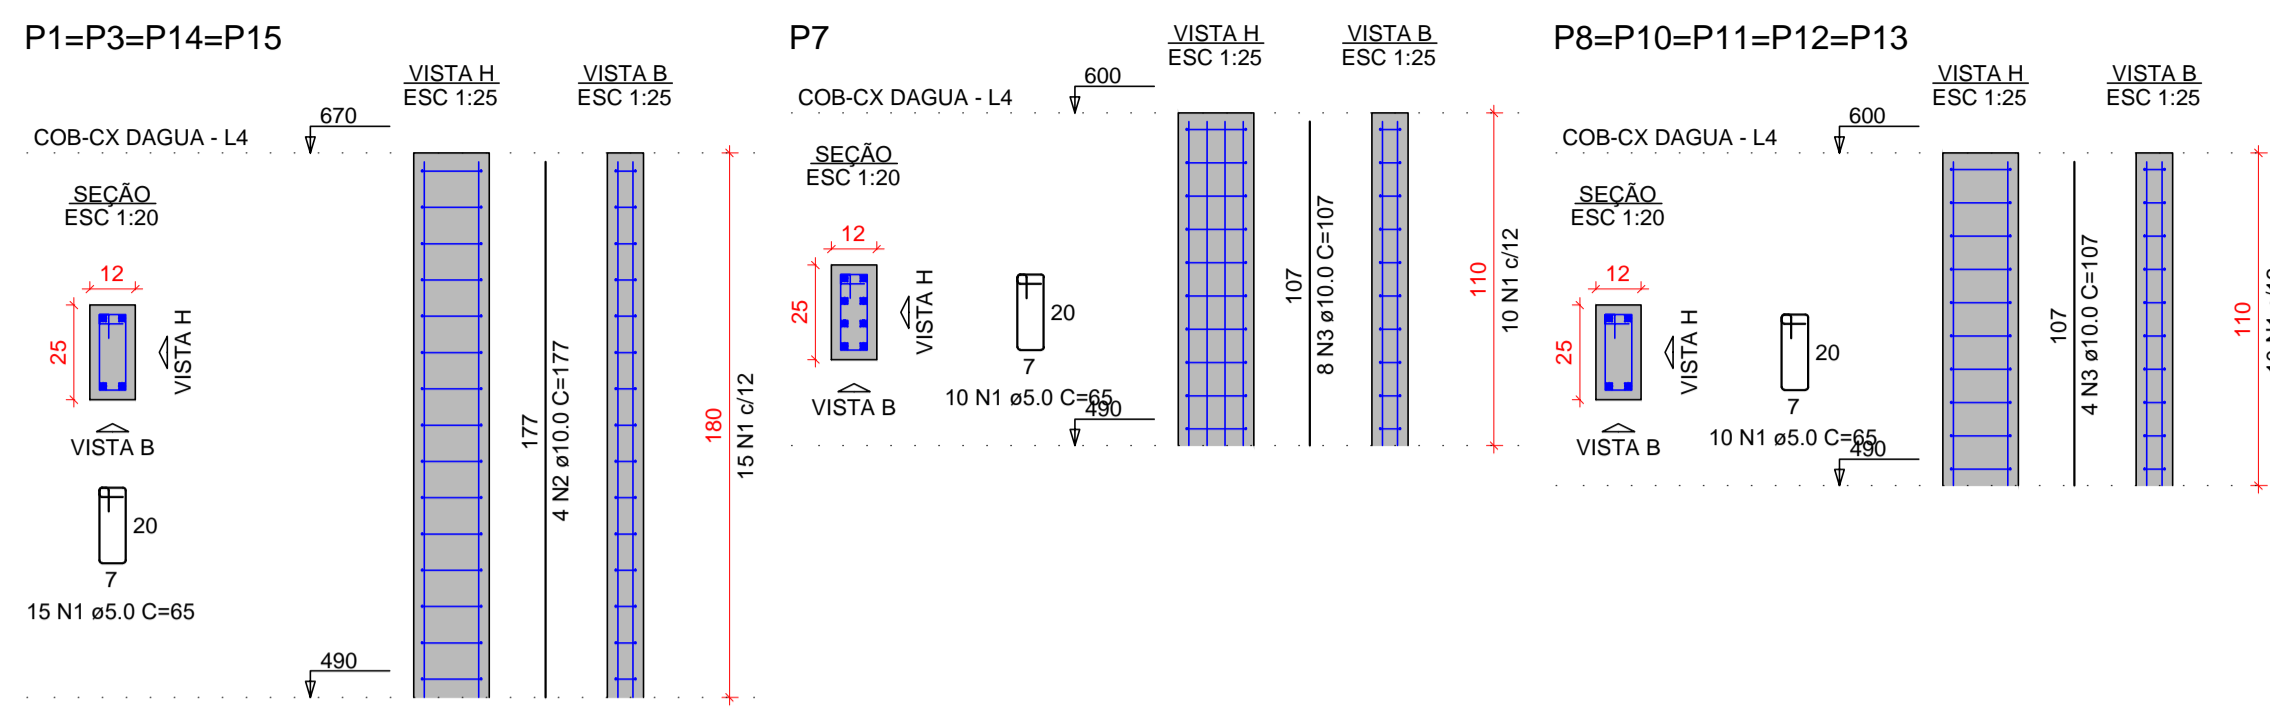 P1=P3=P14=P15
VISTA H
ESC 1:25
VISTA B
ESC 1:25
670
COB-CX DAGUA - L4
SEÇÃO
ESC 1:20
12
25
VISTA H
VISTA B
20
7
15 N1 ø5.0 C=65
490
177
4 N2 ø10.0 C=177
180
15 N1 c/12
P7
VISTA H
ESC 1:25
VISTA B
ESC 1:25
600
COB-CX DAGUA - L4
SEÇÃO
ESC 1:20
12
25
VISTA H
VISTA B
20
7
10 N1 ø5.0 C=65
490
107
8 N3 ø10.0 C=107
110
10 N1 c/12
P8=P10=P11=P12=P13
VISTA H
ESC 1:25
VISTA B
ESC 1:25
600
COB-CX DAGUA - L4
SEÇÃO
ESC 1:20
12
25
VISTA H
VISTA B
20
7
10 N1 ø5.0 C=65
490
107
4 N3 ø10.0 C=107
110